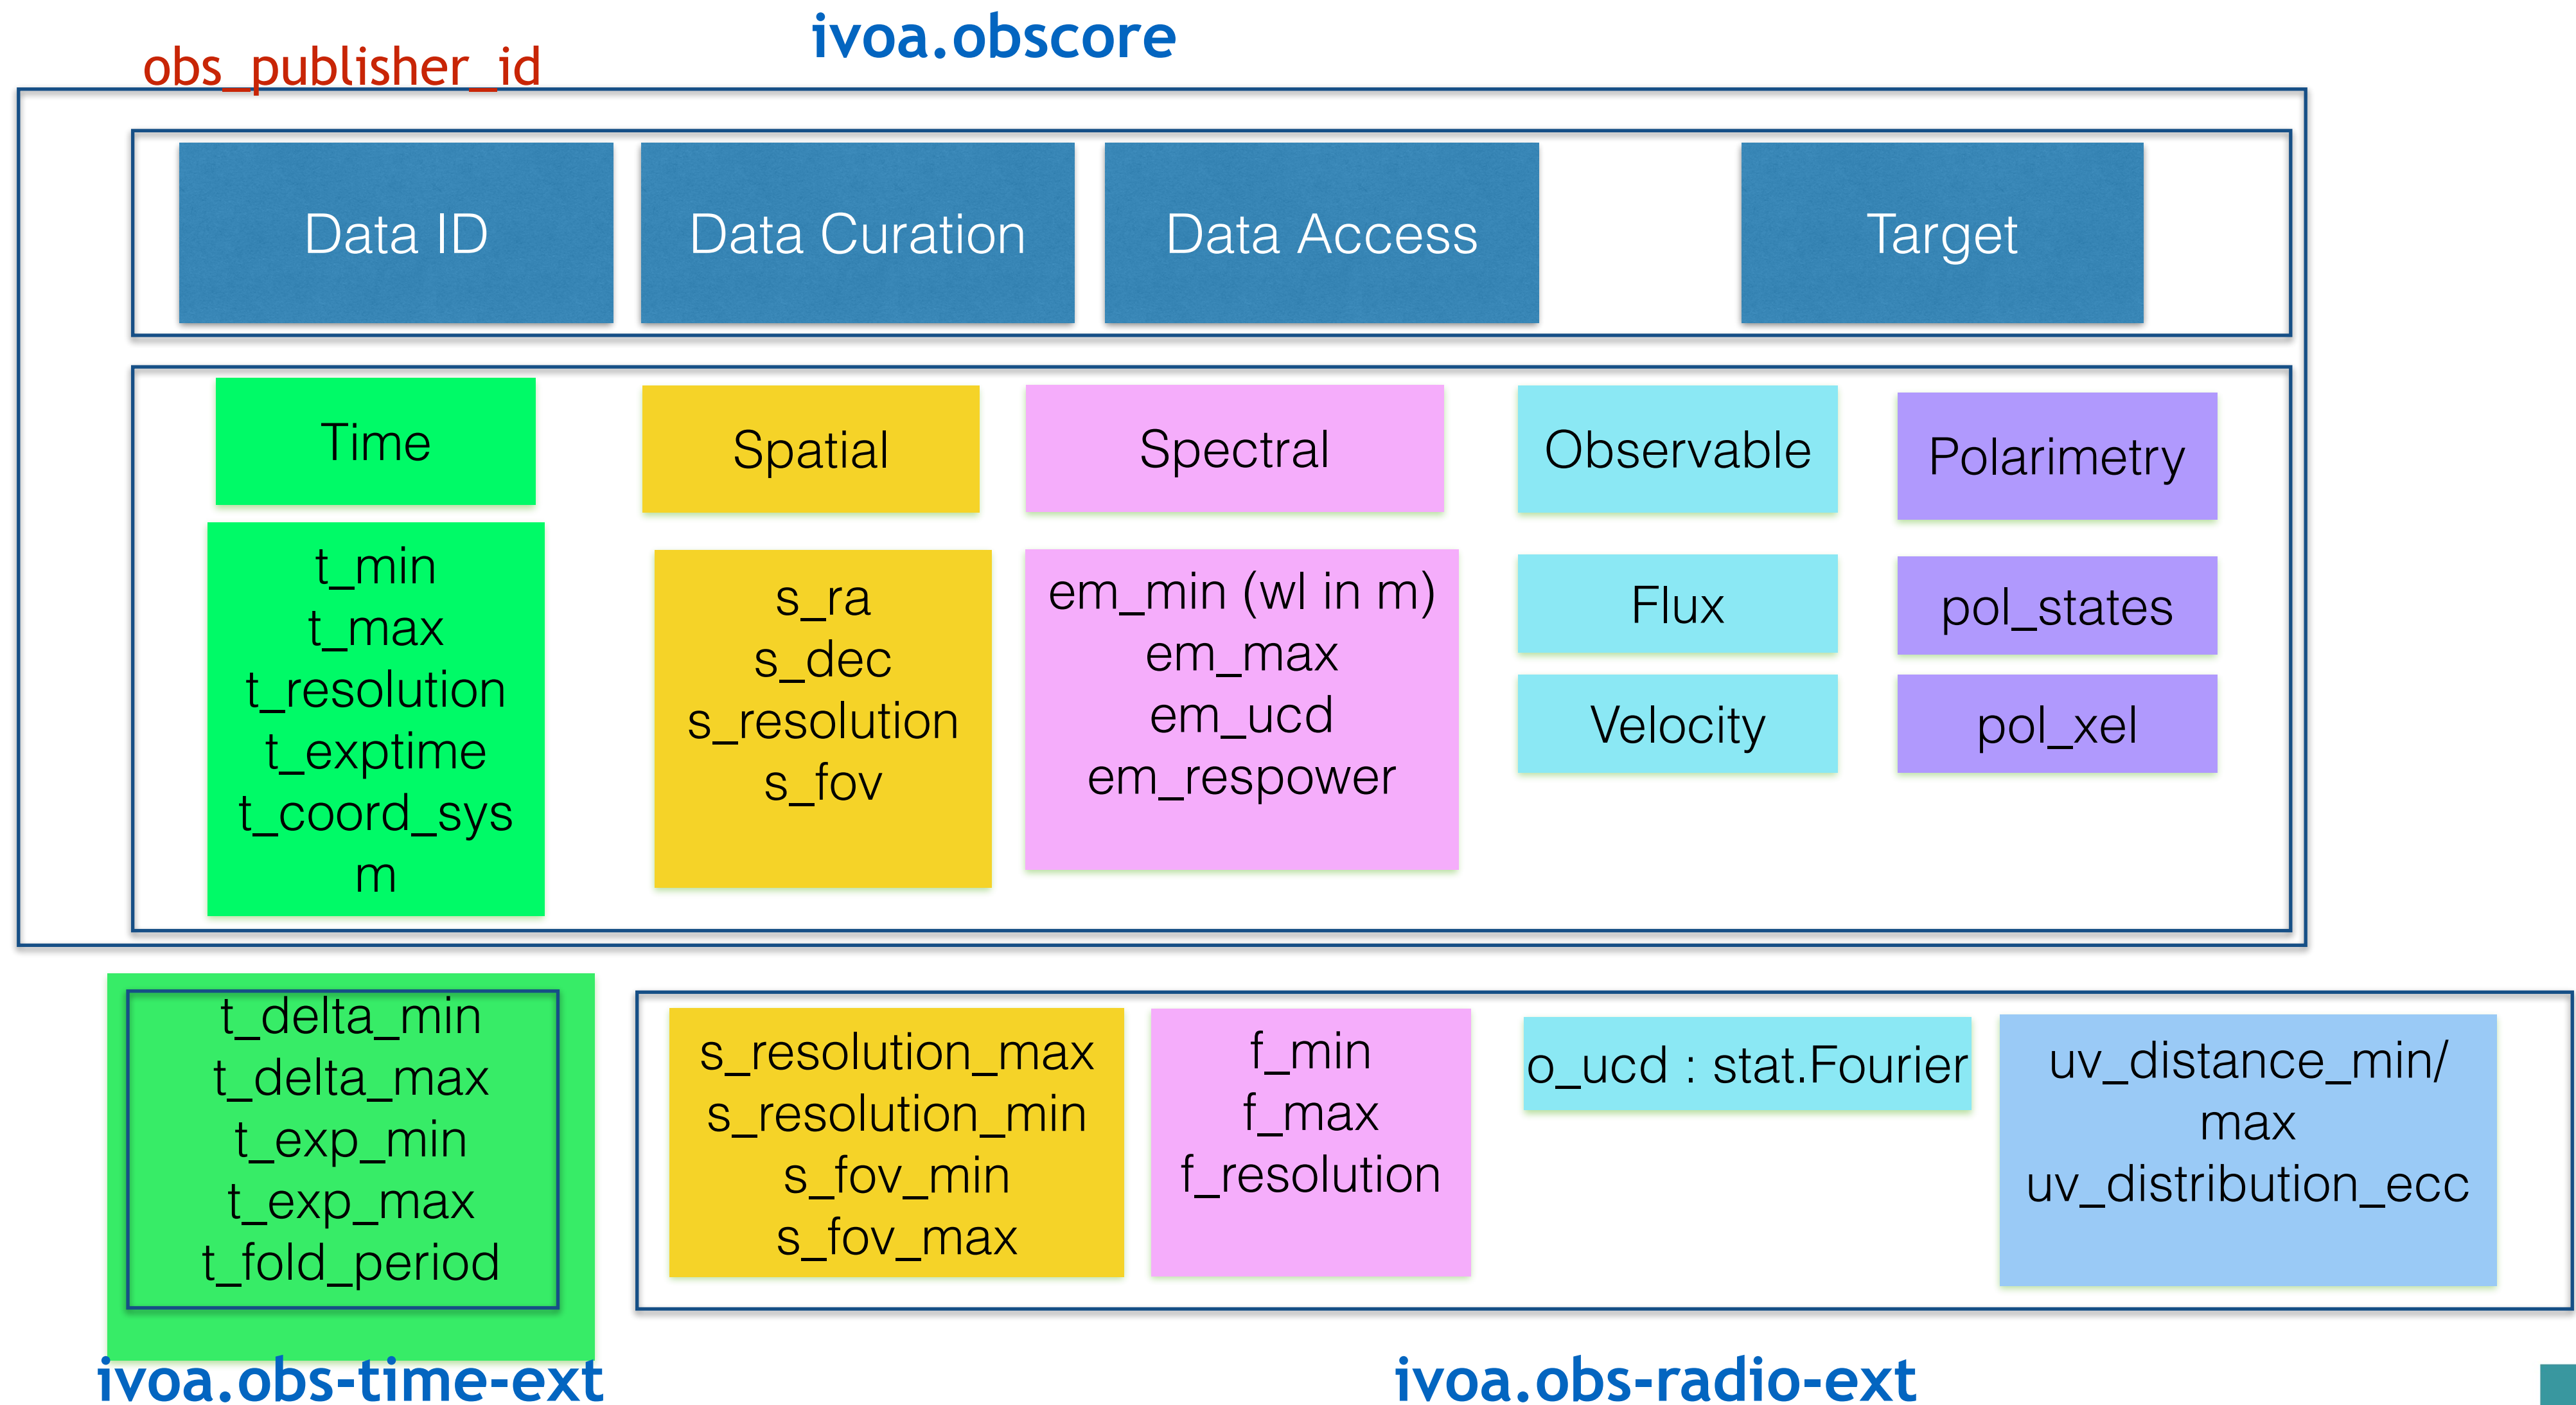 ivoa.obscore
obs_publisher_id
Data ID
Data Curation
Data Access
Target
Time
Spatial
Spectral
Observable
Polarimetry
t_min
t_max
t_resolution
t_exptime
t_coord_sys
m
s_ra
s_dec
s_resolution
s_fov
em_min (wl in m)
em_max
em_ucd
em_respower
Flux
Velocity
pol_states
pol_xel
t_delta_min
t_delta_max
t_exp_min
t_exp_max
t_fold_period
s_resolution_max
s_resolution_min
s_fov_min
s_fov_max
f_min
f_max
f_resolution
o_ucd : stat.Fourier
uv_distance_min/
max
uv_distribution_ecc
ivoa.obs-time-ext
ivoa.obs-radio-ext